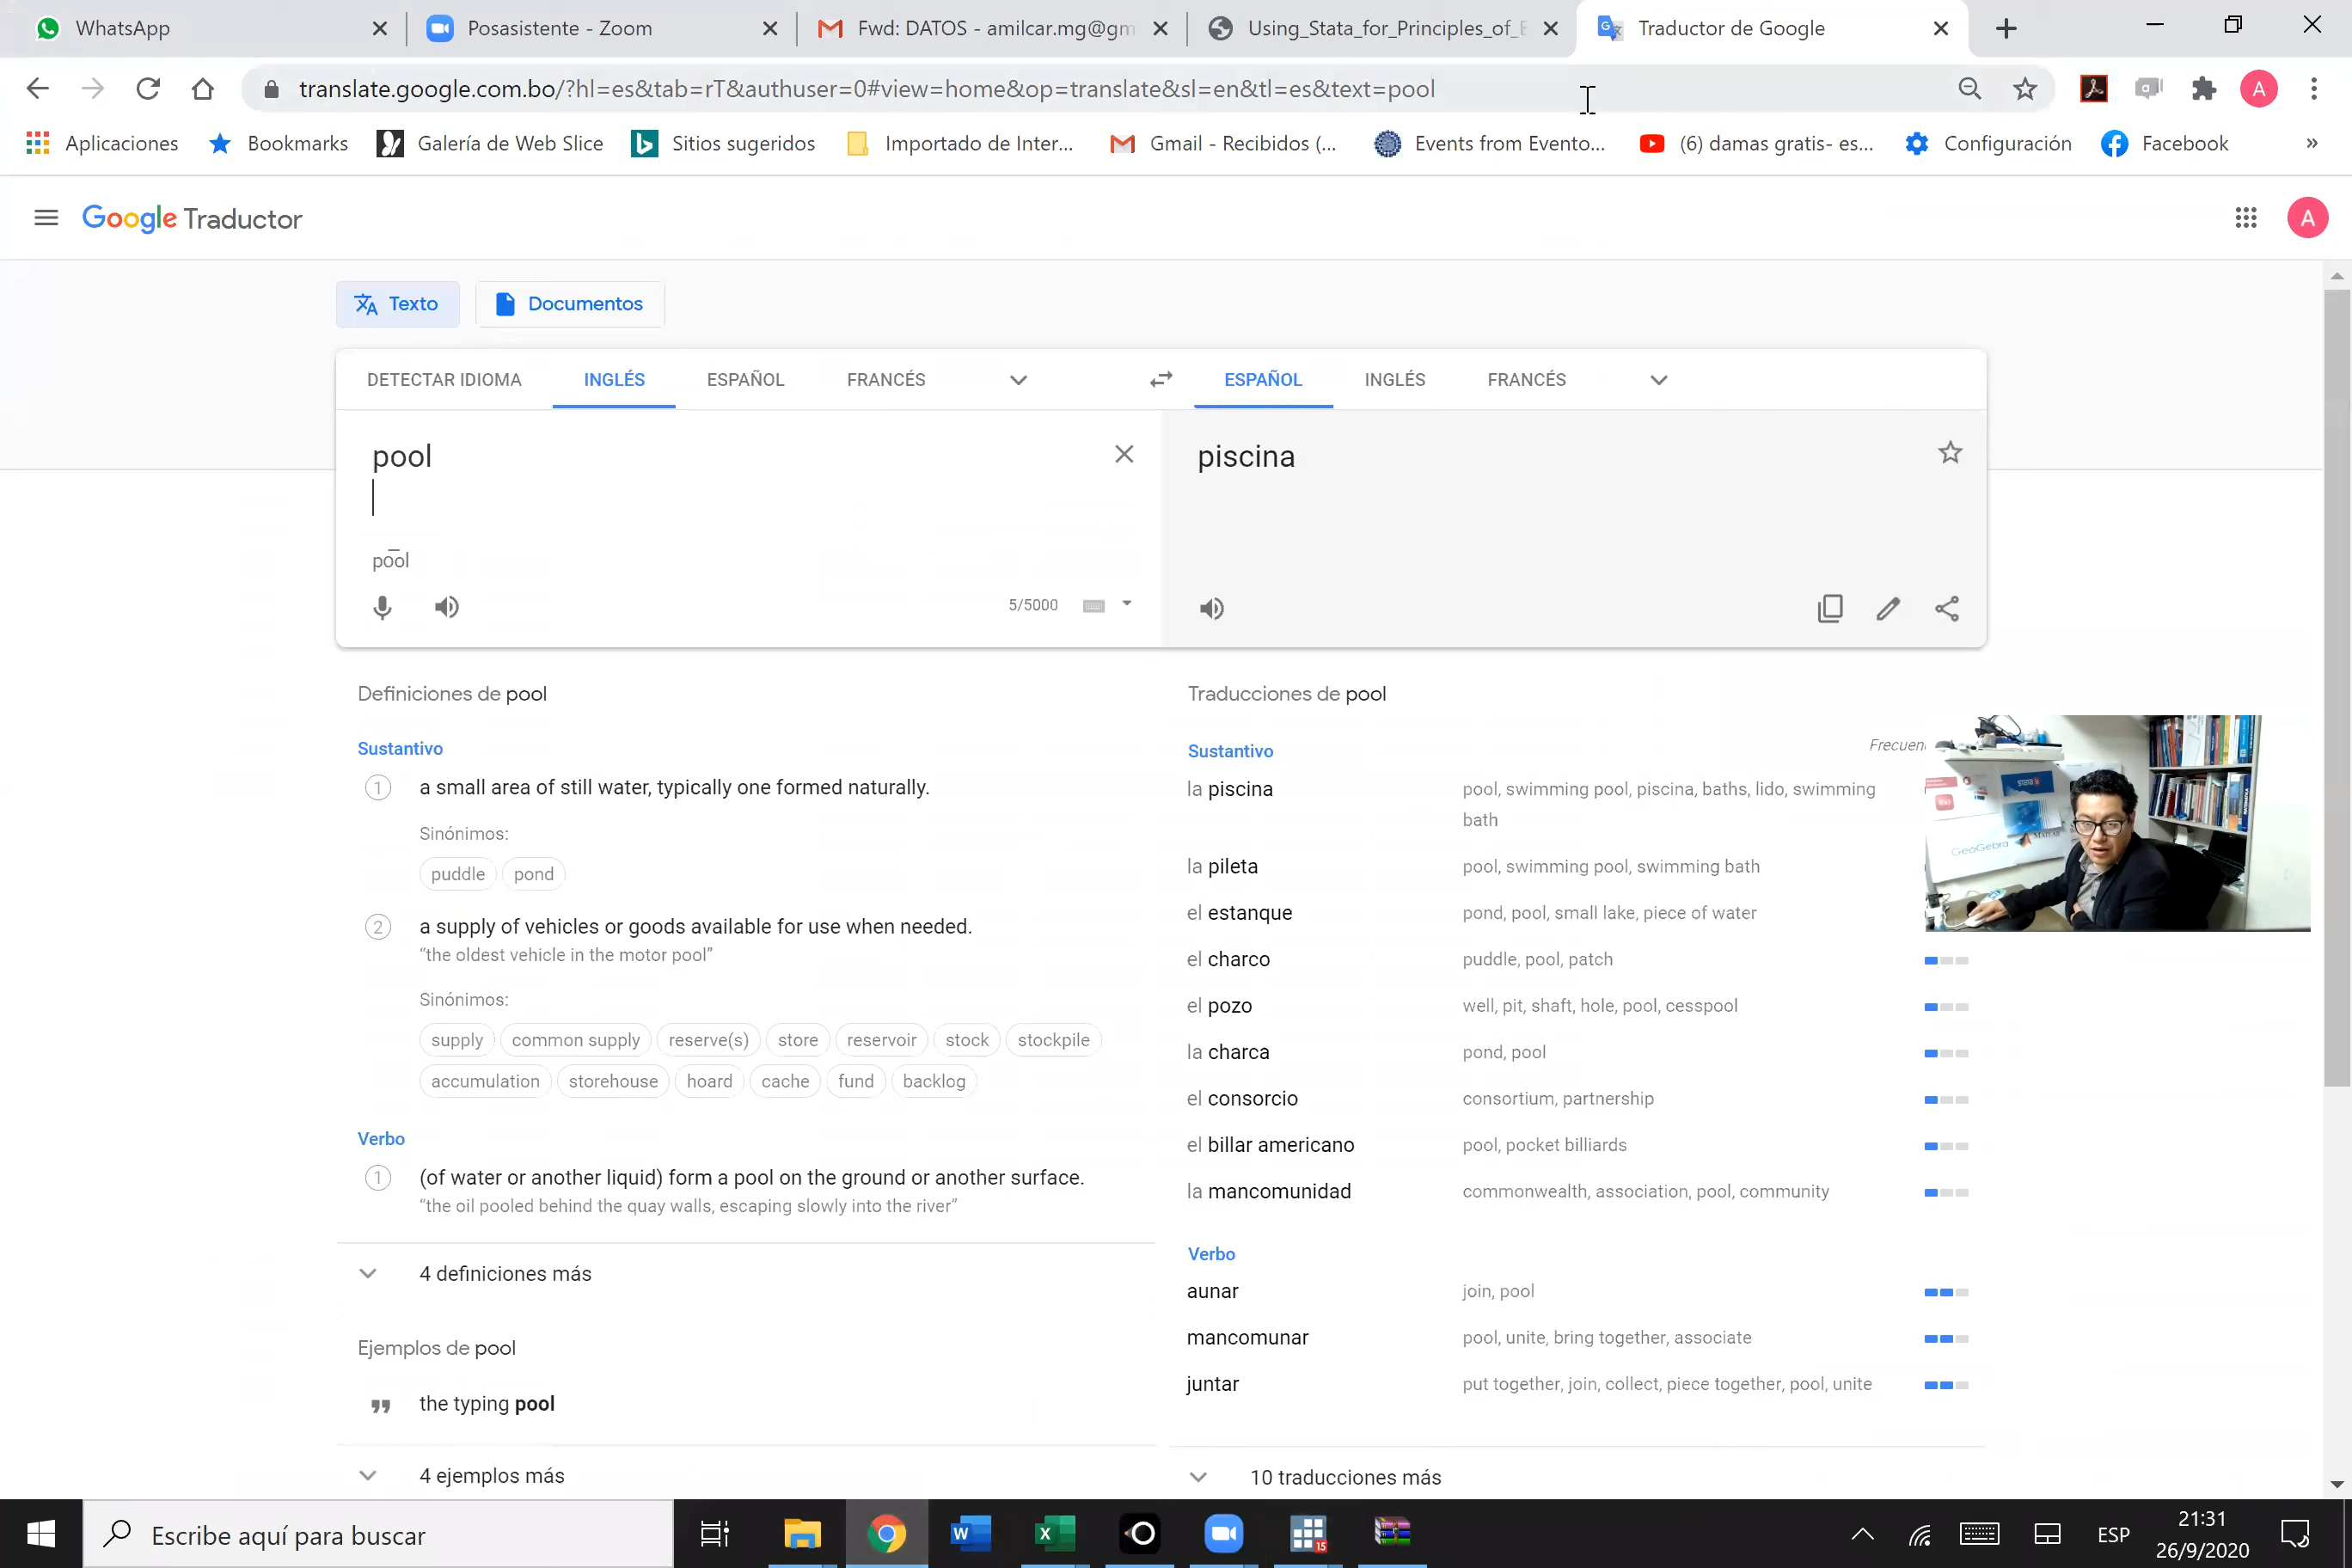 WhatsApp
Posasistente - Zoom
Fwd: DATOS - amilcar.mg@gm
Using_Stata_for_Principles_of_E
Traductor de Google
translate.google.com.bo/?hl=es&tab=rT&authuser=0#view=home&op=translate&sl=en&tl=es&text=pool
A
Aplicaciones
Bookmarks
Galería de Web Slice
Sitios sugeridos
Importado de Inter...
Gmail - Recibidos (...
Events from Evento...
(6) damas gratis- es...
Configuración
Facebook
»
Google Traductor
A
Texto
Documentos
DETECTAR IDIOMA
INGLÉS
ESPAÑOL
FRANCÉS
ESPAÑOL
INGLÉS
FRANCÉS
pool
piscina
po͞ol
5/5000
Definiciones de pool
Sustantivo
1 a small area of still water, typically one formed naturally.
Sinónimos:
puddle pond
2 a supply of vehicles or goods available for use when needed.
“the oldest vehicle in the motor pool”
Sinónimos:
supply common supply reserve(s) store reservoir stock stockpile
accumulation storehouse hoard cache fund backlog
Verbo
1 (of water or another liquid) form a pool on the ground or another surface.
“the oil pooled behind the quay walls, escaping slowly into the river”
4 definiciones más
Ejemplos de pool
the typing pool
4 ejemplos más
Traducciones de pool
Sustantivo
Frecuen
la piscina pool, swimming pool, piscina, baths, lido, swimming
bath
la pileta pool, swimming pool, swimming bath
el estanque pond, pool, small lake, piece of water
el charco puddle, pool, patch
el pozo well, pit, shaft, hole, pool, cesspool
la charca pond, pool
el consorcio consortium, partnership
el billar americano pool, pocket billiards
la mancomunidad commonwealth, association, pool, community
Verbo
aunar join, pool
mancomunar pool, unite, bring together, associate
juntar put together, join, collect, piece together, pool, unite
10 traducciones más
GeoGebra
MATLAB
Escribe aquí para buscar
15
ESP
21:31
26/9/2020